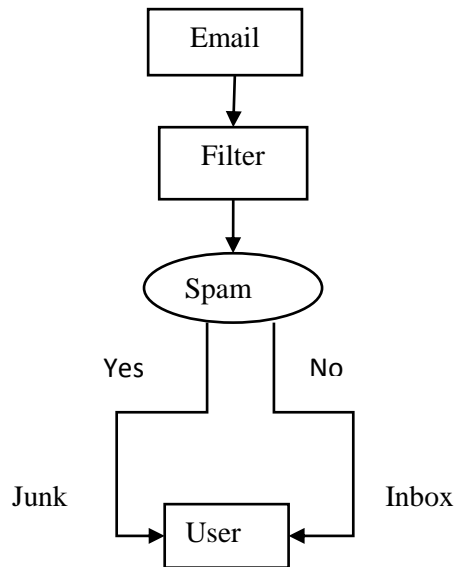 Email
Filter
Spam
Yes
No
Junk
User
Inbox